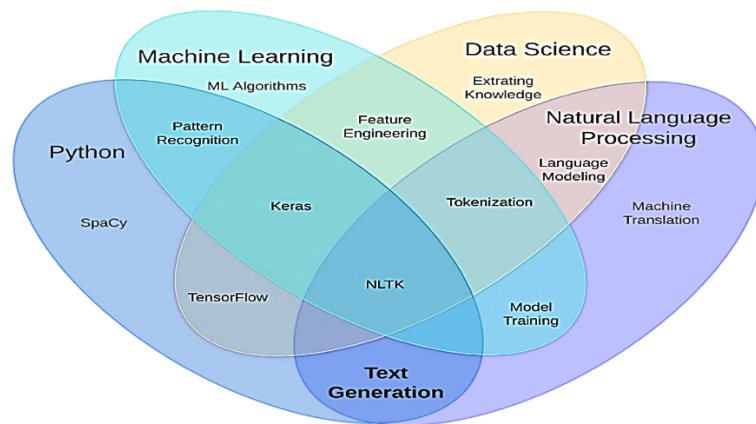 Machine Learning
Data Science
ML Algorithms
Extrating
Knowledge
Pattern
Recognition
Feature
Engineering
Natural Language
Processing
Python
Language
Modeling
Keras
Tokenization
Machine
Translation
SpaCy
TensorFlow
NLTK
Model
Training
Text
Generation